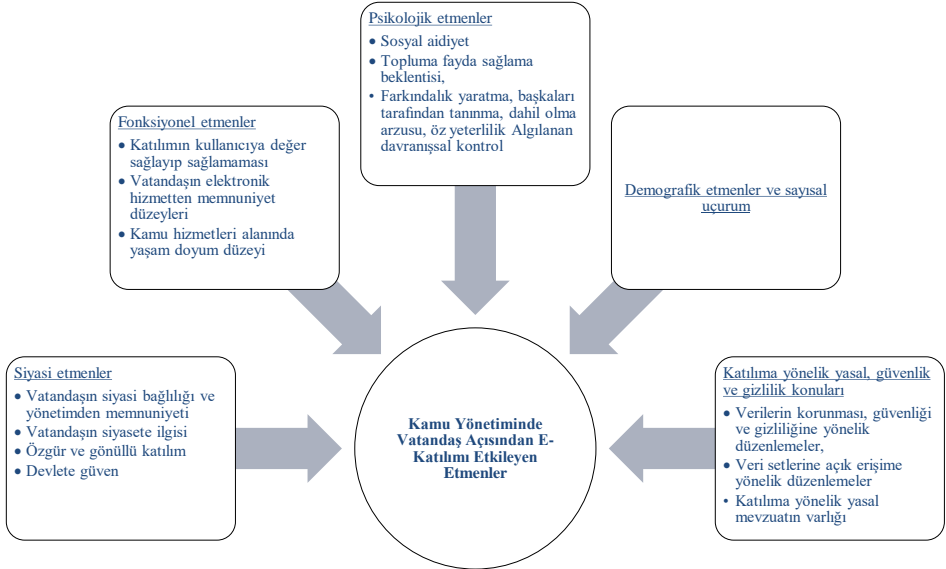 Psikolojik etmenler
• Sosyal aidiyet
• Topluma fayda sağlama
beklentisi,
• Farkındalık yaratma, başkaları
tarafından tanınma, dahil olma
arzusu, öz yeterlilik Algılanan
davranışsal kontrol
Fonksiyonel etmenler
• Katılımın kullanıcıya değer
sağlayıp sağlamaması
• Vatandaşın elektronik
hizmetten memnuniyet
düzeyleri
• Kamu hizmetleri alanında
yaşam doyum düzeyi
Demografik etmenler ve sayısal
uçurum
Siyasi etmenler
• Vatandaşın siyasi bağlılığı ve
yönetimden memnuniyeti
• Vatandaşın siyasete ilgisi
• Özgür ve gönüllü katılım
• Devlete güven
Kamu Yönetiminde
Vatandaş Açısından E-
Katılımı Etkileyen
Etmenler
Katılıma yönelik yasal, güvenlik
ve gizlilik konuları
• Verilerin korunması, güvenliği
ve gizliliğine yönelik
düzenlemeler,
• Veri setlerine açık erişime
yönelik düzenlemeler
• Katılıma yönelik yasal
mevzuatın varlığı